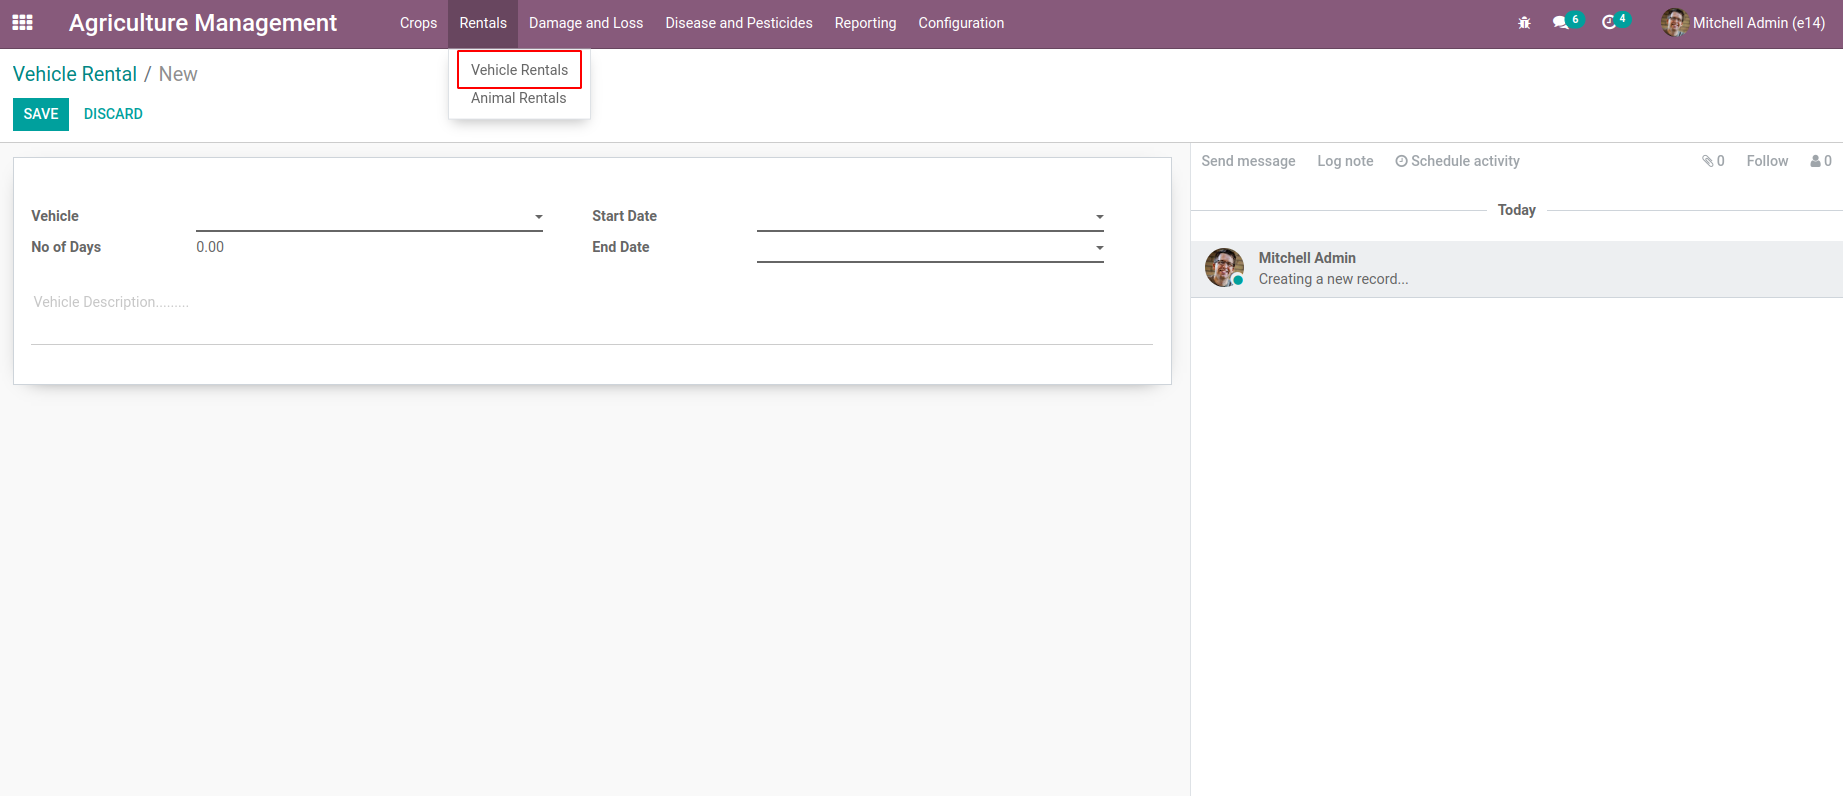 Agriculture Management Crops Rentals Damage and Loss Disease and Pesticides Reporting Configuration 6 4 Mitchell Admin (e14)
Vehicle Rentals
Animal Rentals
Vehicle Rental / New
SAVE DISCARD
Send message Log note Schedule activity 0 Follow 0
Today
Vehicle Start Date
No of Days 0.00 End Date
Vehicle Description.........
Mitchell Admin
Creating a new record...